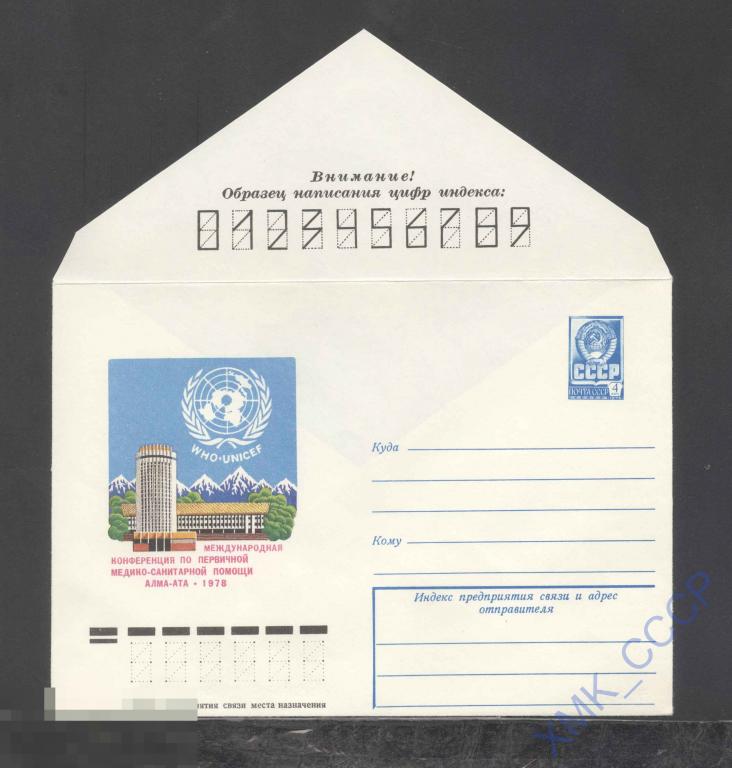 Внимание!
Образец написания цифр индекса:
0123456789
СССР
ПОЧТА СССР 4
WHO·UNICEF
МЕЖДУНАРОДНАЯ
КОНФЕРЕНЦИЯ ПО ПЕРВИЧНОЙ
МЕДИКО-САНИТАРНОЙ ПОМОЩИ
АЛМА-АТА • 1978
Куда
Кому
Индекс предприятия связи и адрес
отправителя
связи места назначения
ХМК_СССР